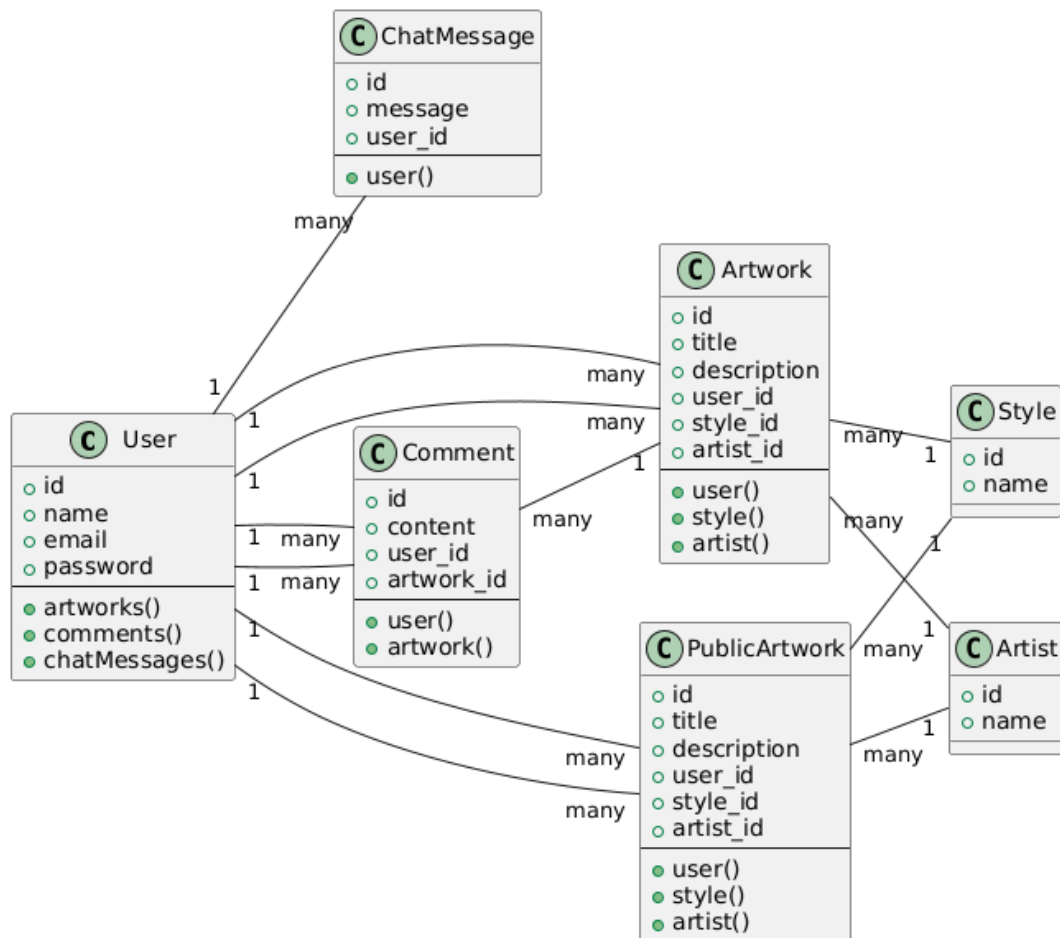 C ChatMessage
id
message
user_id
user()
many
1
C User
id
name
email
password
artworks()
comments()
chatMessages()
1
many
1
many
1
many
1
many
1
many
1
many
C Comment
id
content
user_id
artwork_id
user()
artwork()
many
1
C Artwork
id
title
description
user_id
style_id
artist_id
user()
style()
artist()
many
1
many
1
C Style
id
name
C PublicArtwork
id
title
description
user_id
style_id
artist_id
user()
style()
artist()
1
many
many
1
C Artist
id
name